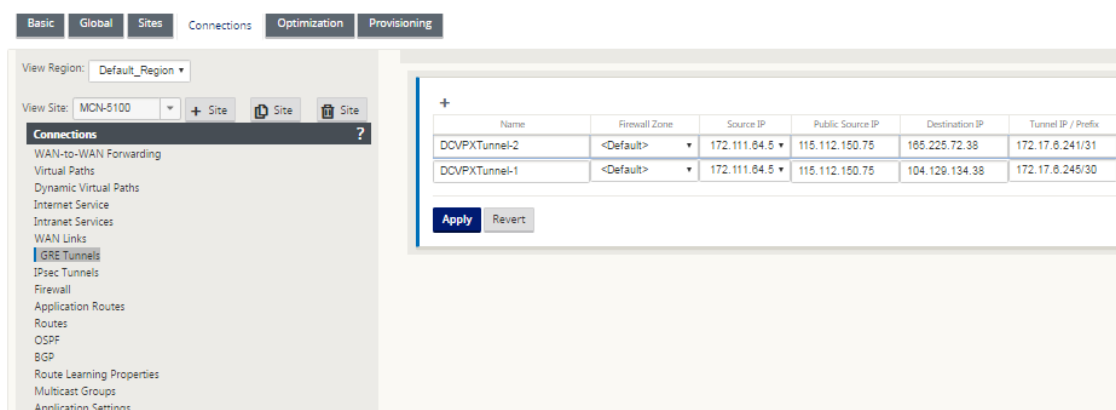 Basic Global Sites Connections Optimization Provisioning
View Region: Default_Region
View Site: MCN-5100 + Site Site Site
Connections ?
WAN-to-WAN Forwarding
Virtual Paths
Dynamic Virtual Paths
Internet Service
Intranet Services
WAN Links
GRE Tunnels
IPsec Tunnels
Firewall
Application Routes
Routes
OSPF
BGP
Route Learning Properties
Multicast Groups
Application Settings
+
Name Firewall Zone Source IP Public Source IP Destination IP Tunnel IP / Prefix
DCVPXTunnel-2 <Default> 172.111.64.5 115.112.150.75 165.225.72.38 172.17.6.241/31
DCVPXTunnel-1 <Default> 172.111.64.5 115.112.150.75 104.129.134.38 172.17.6.245/30
Apply Revert